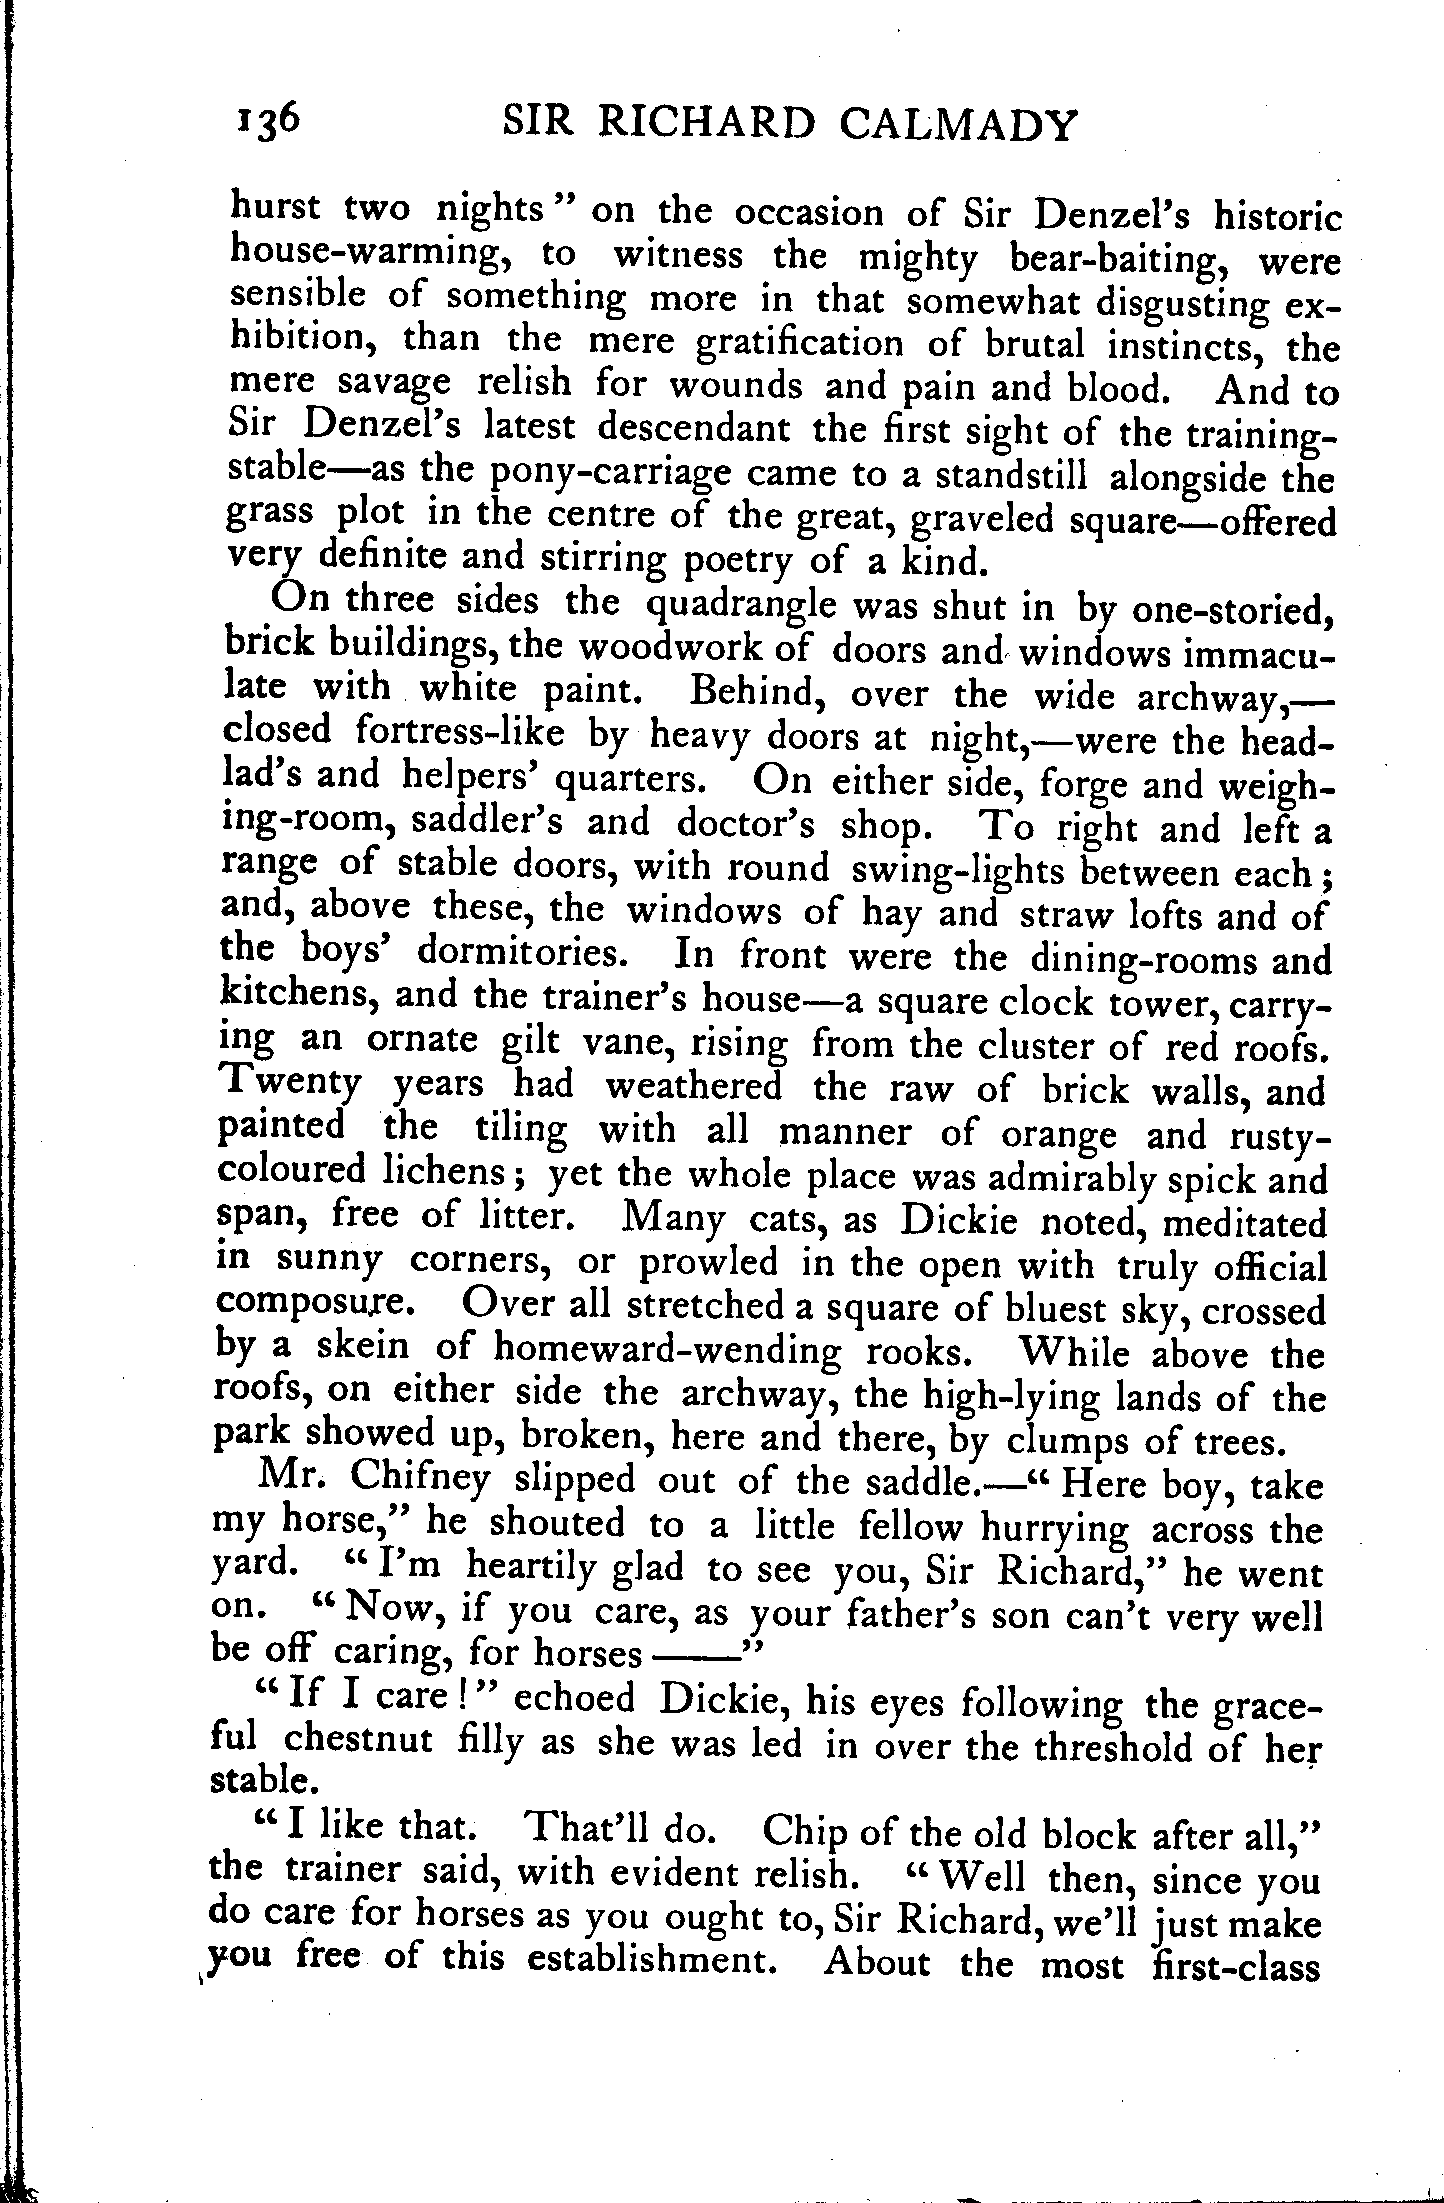 136 SIR RICHARD CALMADY
hurst two nights” on the occasion of Sir Denzel’s historic
house-warming, to witness the mighty bear-baiting, were
sensible of something more in that somewhat disgusting ex-
hibition, than the mere gratification of brutal instincts, the
mere savage relish for wounds and pain and blood. And to
Sir Denzel’s latest descendant the first sight of the training-
stable—as the pony-carriage came to a standstill alongside the
grass plot in the centre of the great, graveled square—offered
very definite and stirring poetry of a kind.
On three sides the quadrangle was shut in by one-storied,
brick buildings, the woodwork of doors and windows immacu-
late with white paint. Behind, over the wide archway,—
closed fortress-like by heavy doors at night,—were the head-
lad’s and helpers’ quarters. On either side, forge and weigh-
ing-room, saddler’s and doctor’s shop. To right and left a
range of stable doors, with round swing-lights between each;
and, above these, the windows of hay and straw lofts and of
the boys’ dormitories. In front were the dining-rooms and
kitchens, and the trainer’s house—a square clock tower, carry-
ing an ornate gilt vane, rising from the cluster of red roofs.
Twenty years had weathered the raw of brick walls, and
painted the tiling with all manner of orange and rusty-
coloured lichens; yet the whole place was admirably spick and
span, free of litter. Many cats, as Dickie noted, meditated
in sunny corners, or prowled in the open with truly official
composure. Over all stretched a square of bluest sky, crossed
by a skein of homeward-wending rooks. While above the
roofs, on either side the archway, the high-lying lands of the
park showed up, broken, here and there, by clumps of trees.
Mr. Chifney slipped out of the saddle.—“Here boy, take
my horse,” he shouted to a little fellow hurrying across the
yard. “I’m heartily glad to see you, Sir Richard,” he went
on. “Now, if you care, as your father’s son can’t very well
be off caring, for horses ——”
“If I care!” echoed Dickie, his eyes following the grace-
ful chestnut filly as she was led in over the threshold of her
stable.
“I like that. That’ll do. Chip of the old block after all,”
the trainer said, with evident relish. “Well then, since you
do care for horses as you ought to, Sir Richard, we’ll just make
you free of this establishment. About the most first-class